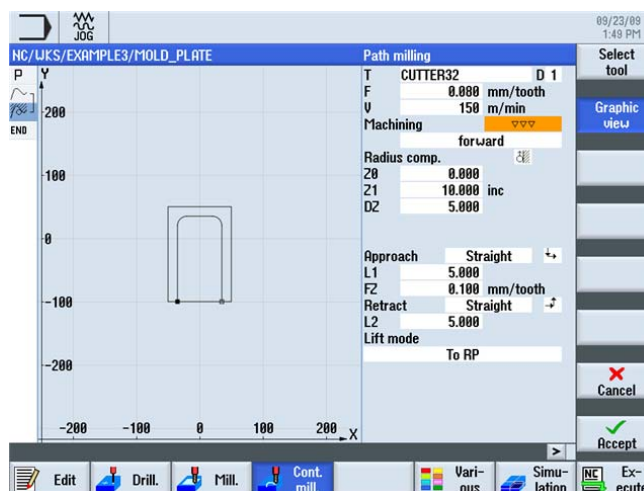 JOG
09/23/09
1:49 PM
NC/WKS/EXAMPLE3/MOLD_PLATE
Path milling
Select
tool
P
Y
T CUTTER32 D 1
F 0.080 mm/tooth
V 150 m/min
Graphic
view
END
200
Machining ▽▽▽
forward
Radius comp.
100
Z0 0.000
Z1 10.000 inc
DZ 5.000
0
Approach Straight
L1 5.000
FZ 0.100 mm/tooth
-100
Retract Straight
L2 5.000
Lift mode
To RP
-200
Cancel
-200 -100 0 100 200 X
Accept
>
Edit
Drill.
Mill.
Cont.
mill
Vari-
ous
Simu-
lation
NC
Ex-
ecute